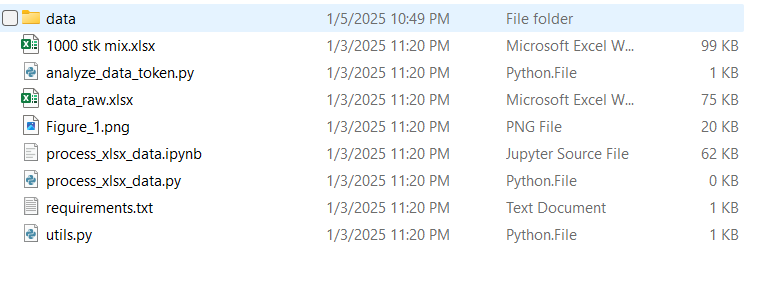 data 1/5/2025 10:49 PM File folder
1000 stk mix.xlsx 1/3/2025 11:20 PM Microsoft Excel W... 99 KB
analyze_data_token.py 1/3/2025 11:20 PM Python.File 1 KB
data_raw.xlsx 1/3/2025 11:20 PM Microsoft Excel W... 75 KB
Figure_1.png 1/3/2025 11:20 PM PNG File 20 KB
process_xlsx_data.ipynb 1/3/2025 11:20 PM Jupyter Source File 62 KB
process_xlsx_data.py 1/3/2025 11:20 PM Python.File 0 KB
requirements.txt 1/3/2025 11:20 PM Text Document 1 KB
utils.py 1/3/2025 11:20 PM Python.File 1 KB